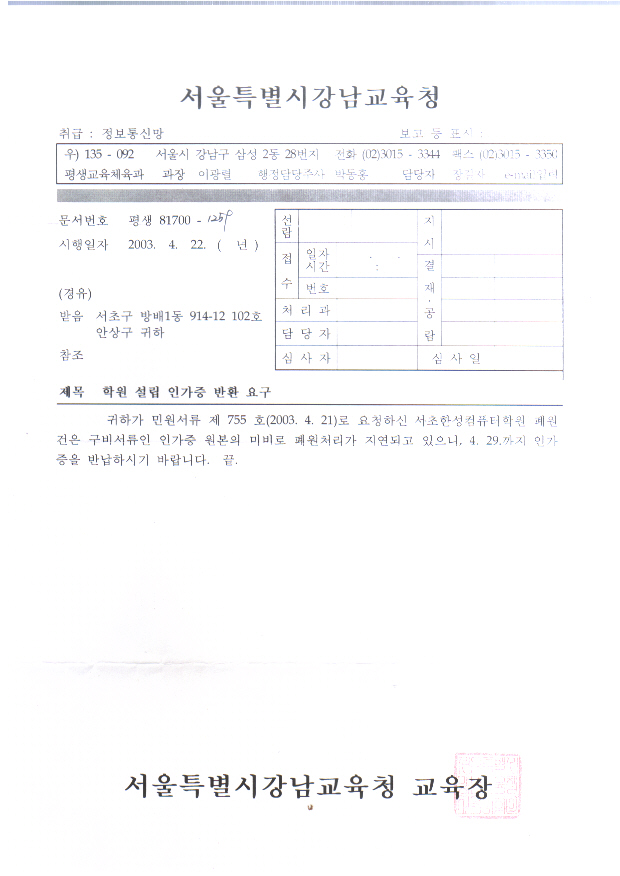 서울특별시강남교육청
취급 : 정보통신망 보고 등 표시 :
우) 135 - 092 서울시 강남구 삼성 2동 28번지 전화 (02)3015 - 3344 팩스 (02)3015 - 3350
평생교육체육과 과장 이광렬 행정담당주사 박동홍 담당자 e-mail
문서번호 평생 81700 - 1259
시행일자 2003. 4. 22. ( 년 )
(경유)
받음 서초구 방배1동 914-12 102호
안상구 귀하
참조
선람
접수
일자
시간 :
번호
처 리 과
담 당 자
심 사 자
지시
결재·공람
심 사 일
제목 학원 설립 인가증 반환 요구
귀하가 민원서류 제 755 호(2003. 4. 21)로 요청하신 서초한성컴퓨터학원 폐원
건은 구비서류인 인가증 원본의 미비로 폐원처리가 지연되고 있으니, 4. 29.까지 인가
증을 반납하시기 바랍니다. 끝.
서울특별시강남교육청 교육장